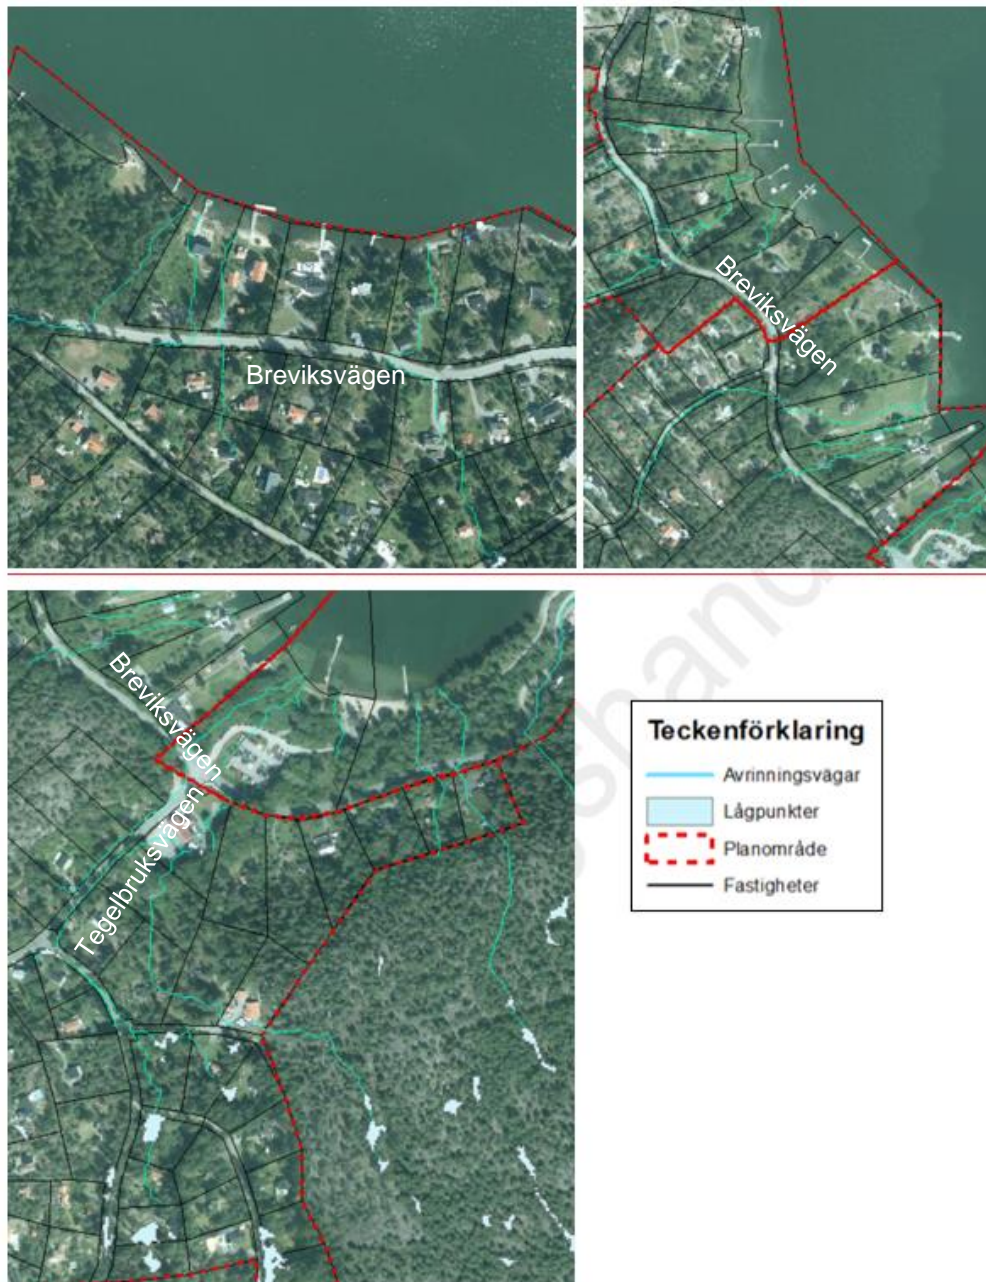 Breviksvägen
Breviksvägen
Breviksvägen
Tegelbruksvägen
Teckenförklaring
Avrinningsvägar
Lågpunkter
Planområde
Fastigheter